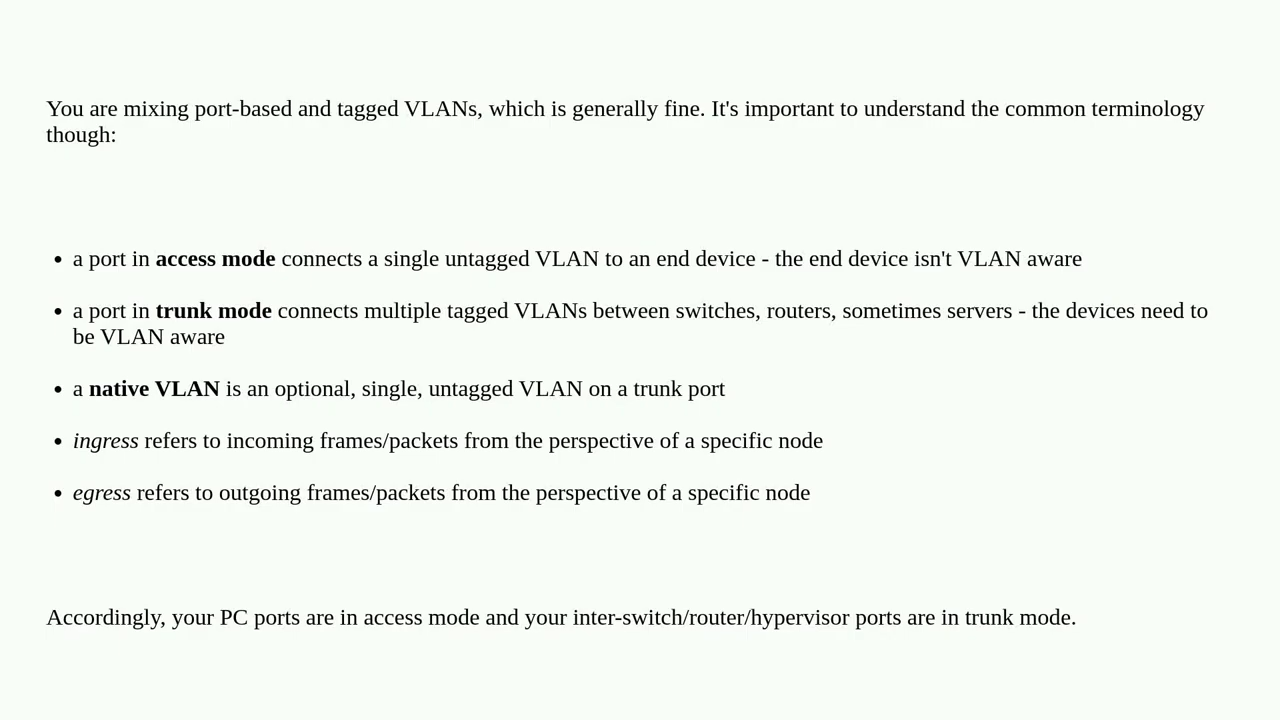 You are mixing port-based and tagged VLANs, which is generally fine. It's important to understand the common terminology
though:
• a port in access mode connects a single untagged VLAN to an end device - the end device isn't VLAN aware
• a port in trunk mode connects multiple tagged VLANs between switches, routers, sometimes servers - the devices need to
be VLAN aware
• a native VLAN is an optional, single, untagged VLAN on a trunk port
• ingress refers to incoming frames/packets from the perspective of a specific node
• egress refers to outgoing frames/packets from the perspective of a specific node
Accordingly, your PC ports are in access mode and your inter-switch/router/hypervisor ports are in trunk mode.